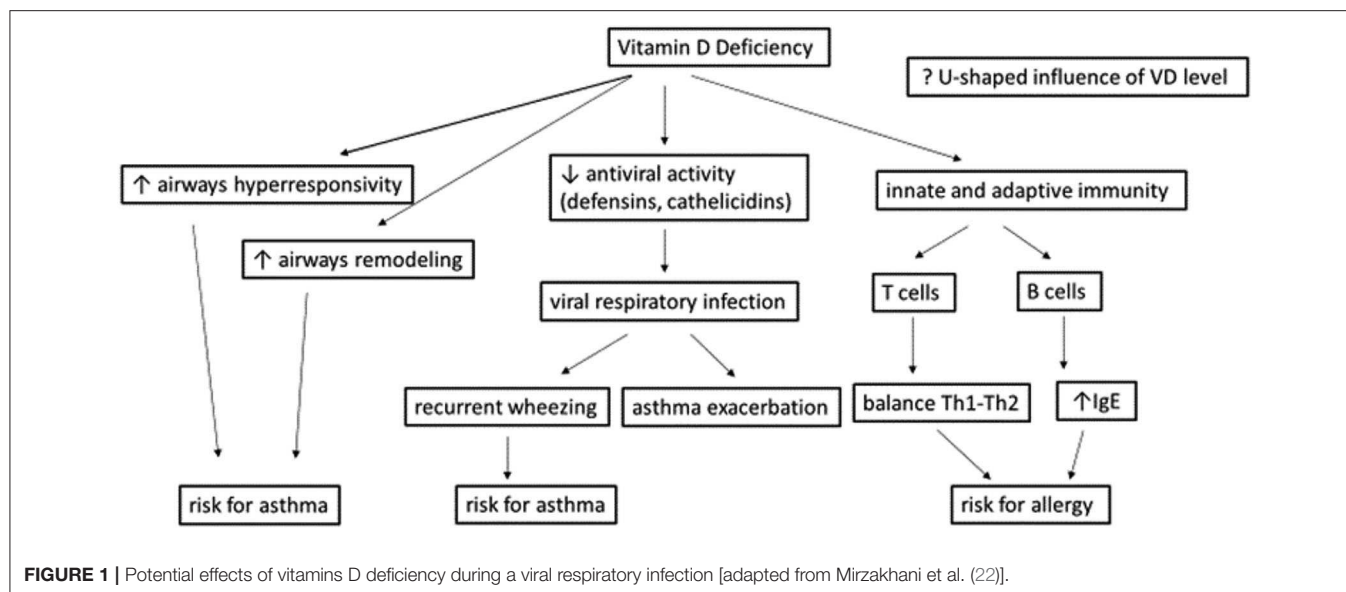 Vitamin D Deficiency
? U-shaped influence of VD level
↑ airways hyperresponsivity
↓ antiviral activity
(defensins, cathelicidins)
innate and adaptive immunity
↑ airways remodeling
T cells
B cells
viral respiratory infection
recurrent wheezing
asthma exacerbation
balance Th1-Th2
↑IgE
risk for asthma
risk for asthma
risk for allergy
FIGURE 1 | Potential effects of vitamins D deficiency during a viral respiratory infection [adapted from Mirzakhani et al. (22)].